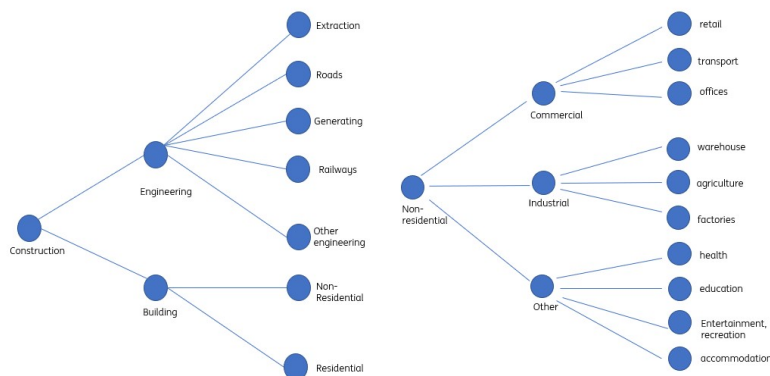 Extraction
Roads
Generating
Railways
Engineering
Other
engineering
Construction
Non-
Residential
Building
Residential
retail
transport
offices
Commercial
warehouse
agriculture
Industrial
factories
Non-
residential
health
education
Other
Entertainment,
recreation
accommodation